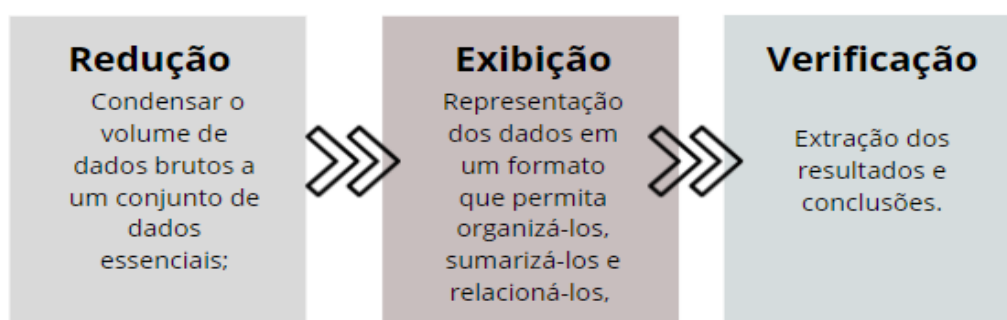 Redução
Condensar o
volume de
dados brutos a
um conjunto de
dados
essenciais;
Exibição
Representação
dos dados em
um formato
que permita
organizá-los,
sumarizá-los e
relacioná-los,
Verificação
Extração dos
resultados e
conclusões.